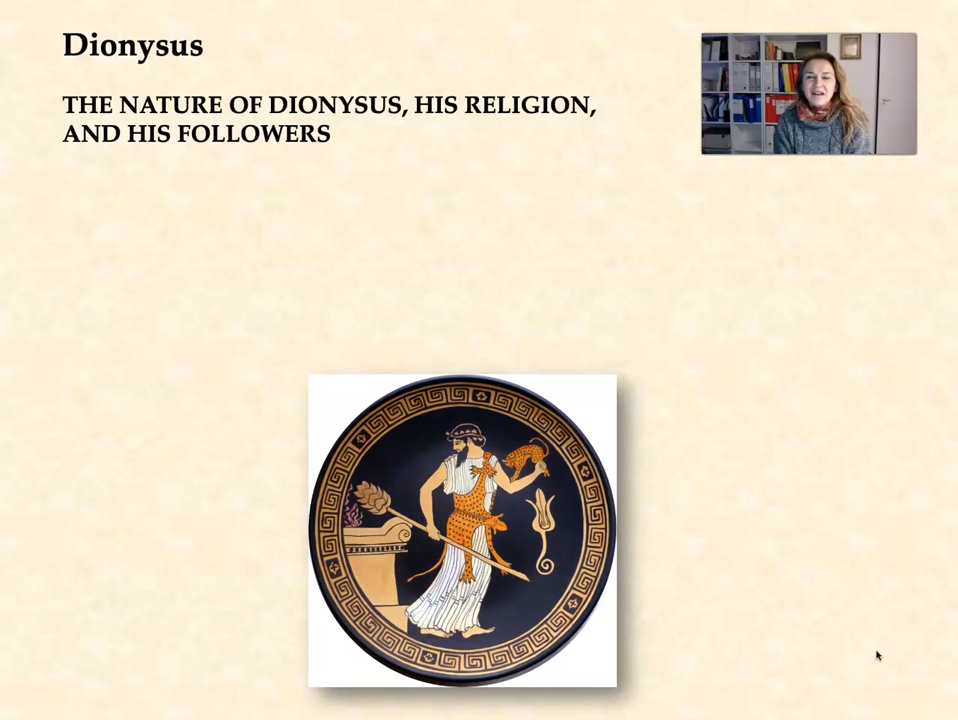 Dionysus
THE NATURE OF DIONYSUS, HIS RELIGION,
AND HIS FOLLOWERS